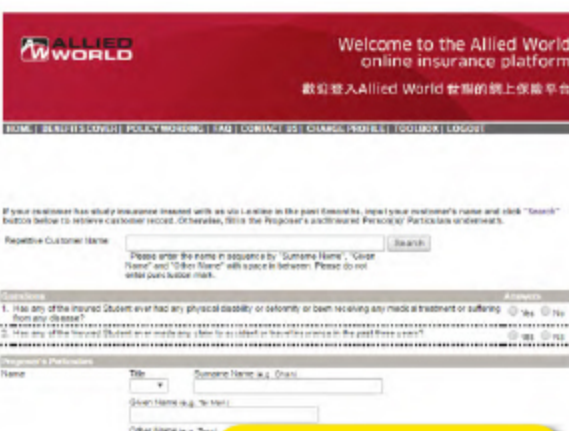 ALLIED
WORLD
Welcome to the Allied World
online insurance platform
歡迎登入Allied World 世聯的網上保險平台
HOME | BENEFITS COVER | POLICY WORDING | FAQ | CONTACT US | CHANGE PROFILE | TOOLBOX | LOGOUT
If your customer has study insurance insured with us via i-online in the past 6months, input your customer's name and click "Search"
button below to retrieve customer record. Otherwise, fill in the Proposer's and Insured Person(s)' Particulars underneath.
Repetitive Customer Name
Search
Please enter the name in sequence by "Surname Name", "Given
Name" and "Other Name" with space in between. Please do not
enter punctuation mark.
Questions Answers
1. Has any of the Insured Student ever had any physical disability or deformity or been receiving any medical treatment or suffering
from any disease? Yes No
2. Has any of the Insured Student ever made any claim to accident or travel insurance in the past three years? Yes No
Proposer's Particulars
Name Title Surname Name (e.g. Chan)
Given Name (e.g. Tai Man)
Other Name (e.g.